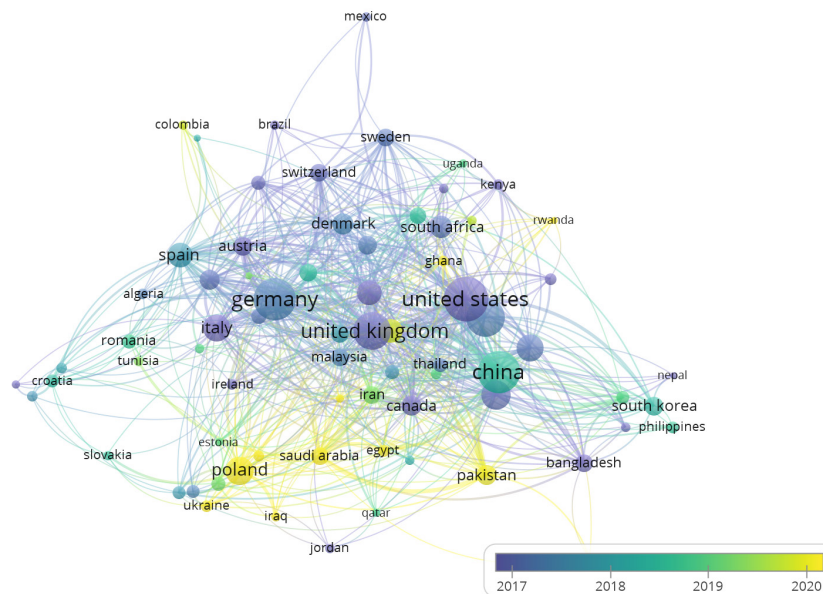 mexico
colombia
brazil
sweden
uganda
switzerland
kenya
rwanda
denmark
south africa
austria
spain
ghana
algeria
germany
united states
italy
united kingdom
romania
malaysia
thailand
tunisia
china
nepal
croatia
ireland
iran
canada
south korea
philippines
estonia
slovakia
saudi arabia
egypt
poland
pakistan
bangladesh
ukraine
iraq
qatar
jordan
2017 2018 2019 2020